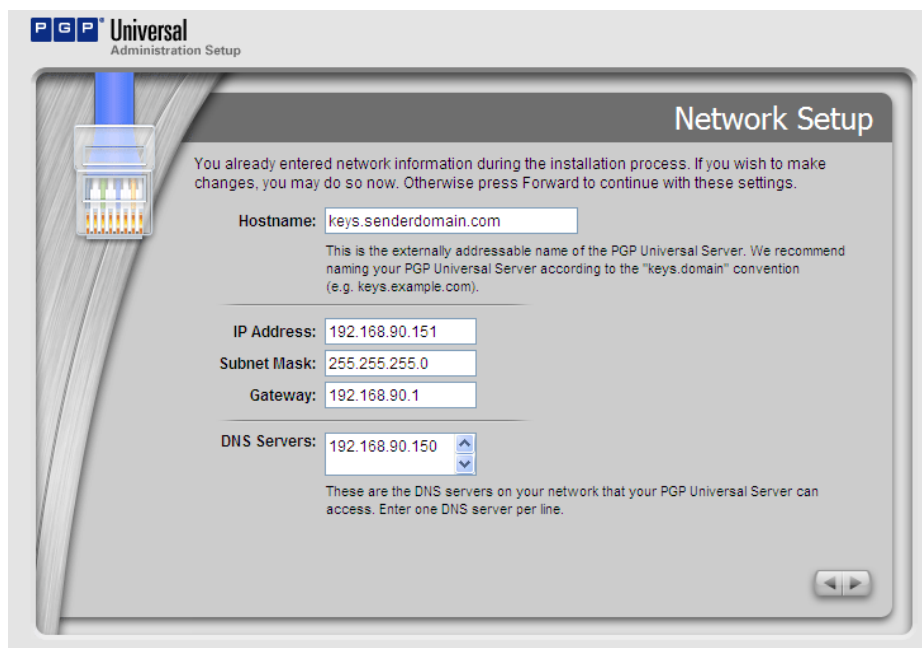 PGP Universal
Administration Setup
Network Setup
You already entered network information during the installation process. If you wish to make
changes, you may do so now. Otherwise press Forward to continue with these settings.
Hostname: keys.senderdomain.com
This is the externally addressable name of the PGP Universal Server. We recommend
naming your PGP Universal Server according to the "keys.domain" convention
(e.g. keys.example.com).
IP Address: 192.168.90.151
Subnet Mask: 255.255.255.0
Gateway: 192.168.90.1
DNS Servers: 192.168.90.150
These are the DNS servers on your network that your PGP Universal Server can
access. Enter one DNS server per line.